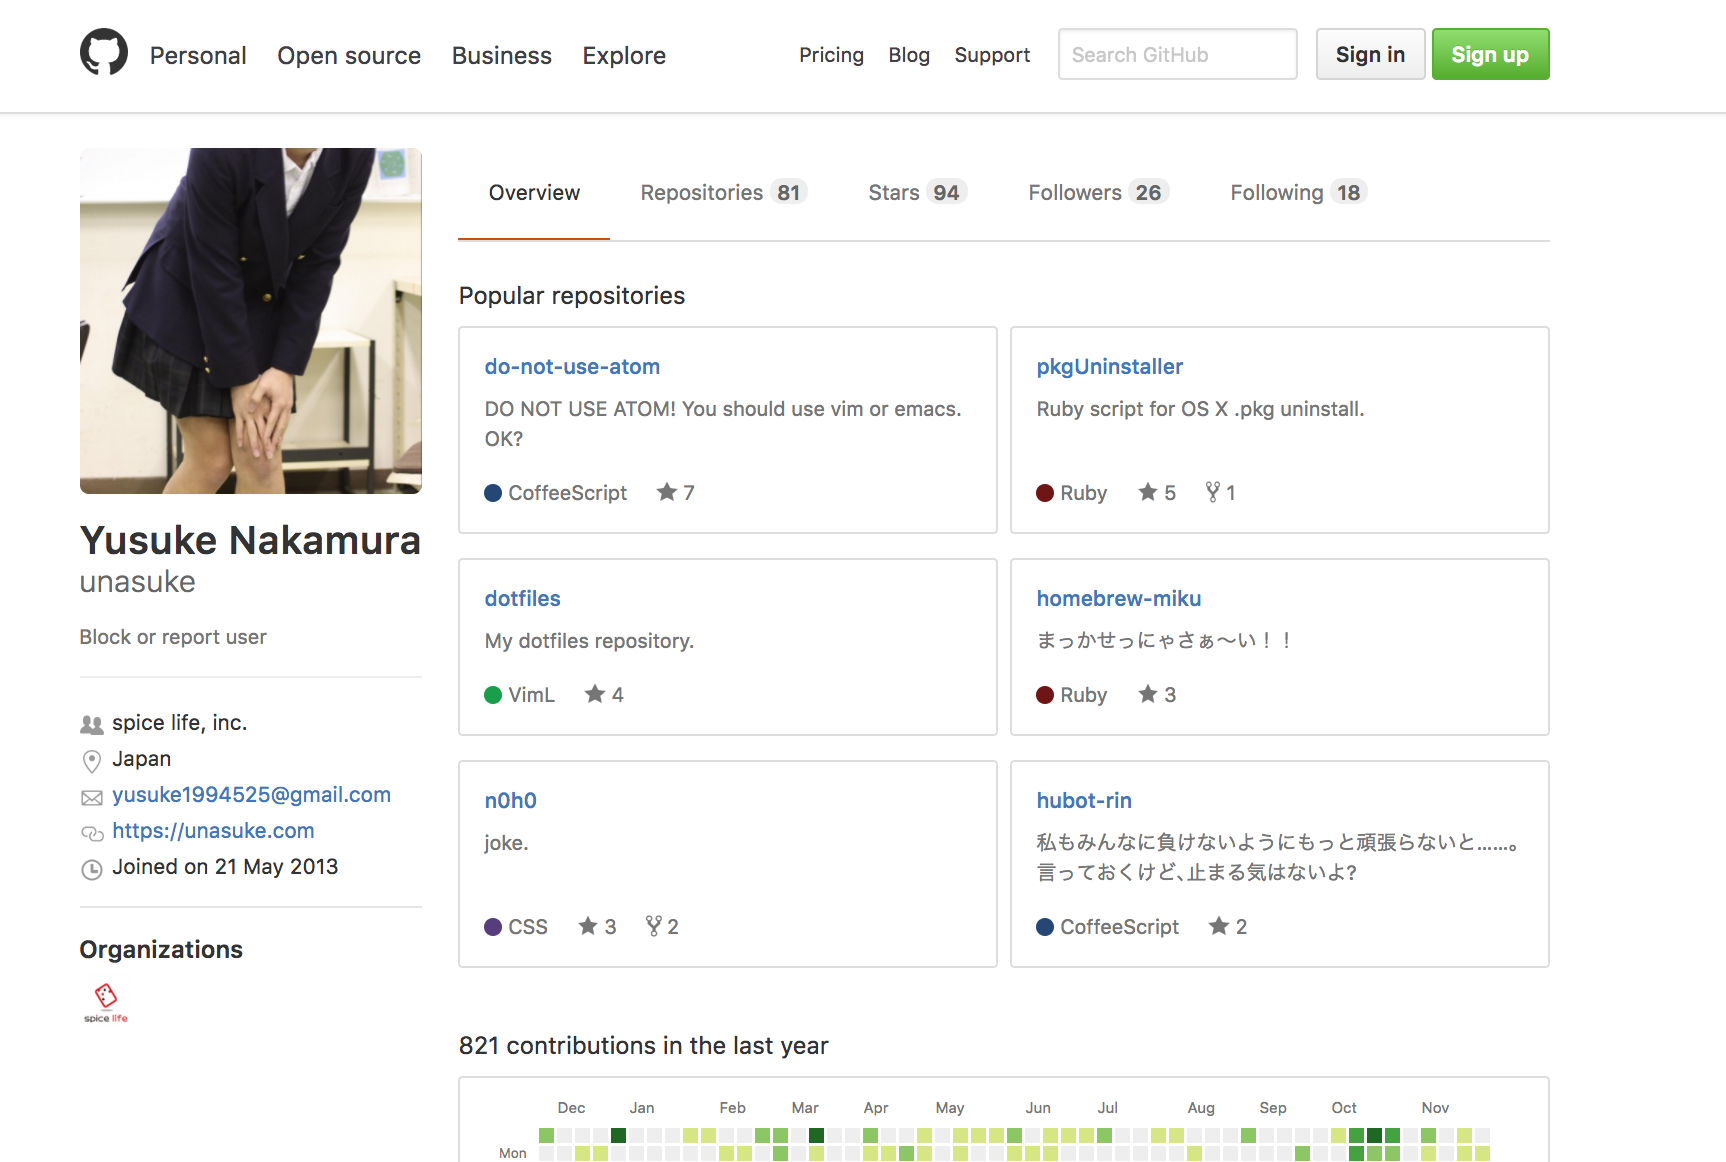 Personal Open source Business Explore Pricing Blog Support Search GitHub Sign in Sign up
Overview Repositories 81 Stars 94 Followers 26 Following 18
Yusuke Nakamura
unasuke
Block or report user
spice life, inc.
Japan
yusuke1994525@gmail.com
https://unasuke.com
Joined on 21 May 2013
Organizations
spice life
Popular repositories
do-not-use-atom
DO NOT USE ATOM! You should use vim or emacs.
OK?
CoffeeScript 7
pkgUninstaller
Ruby script for OS X .pkg uninstall.
Ruby 5 1
dotfiles
My dotfiles repository.
VimL 4
homebrew-miku
まっかせっにゃさぁ〜い！！
Ruby 3
n0h0
joke.
CSS 3 2
hubot-rin
私もみんなに負けないようにもっと頑張らないと……。
言っておくけど、止まる気はないよ?
CoffeeScript 2
821 contributions in the last year
Dec Jan Feb Mar Apr May Jun Jul Aug Sep Oct Nov
Mon